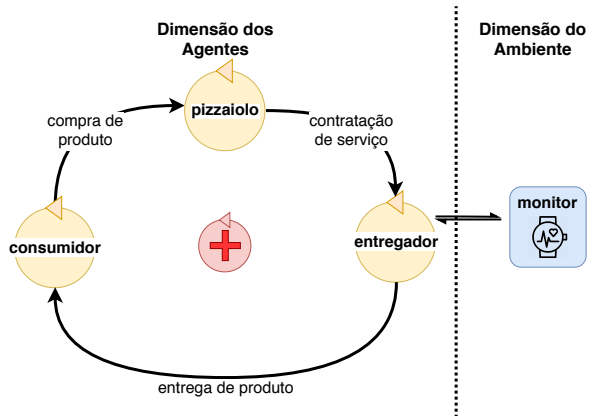 Dimensão dos
Agentes
Dimensão do
Ambiente
pizzaiolo
compra de
produto
contratação
de serviço
monitor
consumidor
entregador
entrega de produto